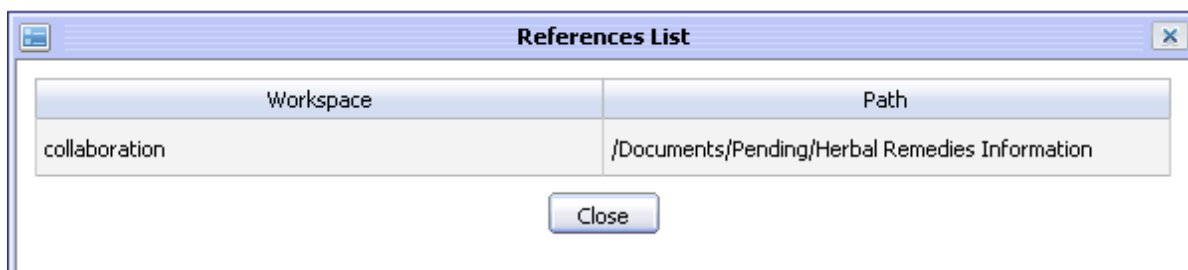 References List
Workspace Path
collaboration /Documents/Pending/Herbal Remedies Information
Close